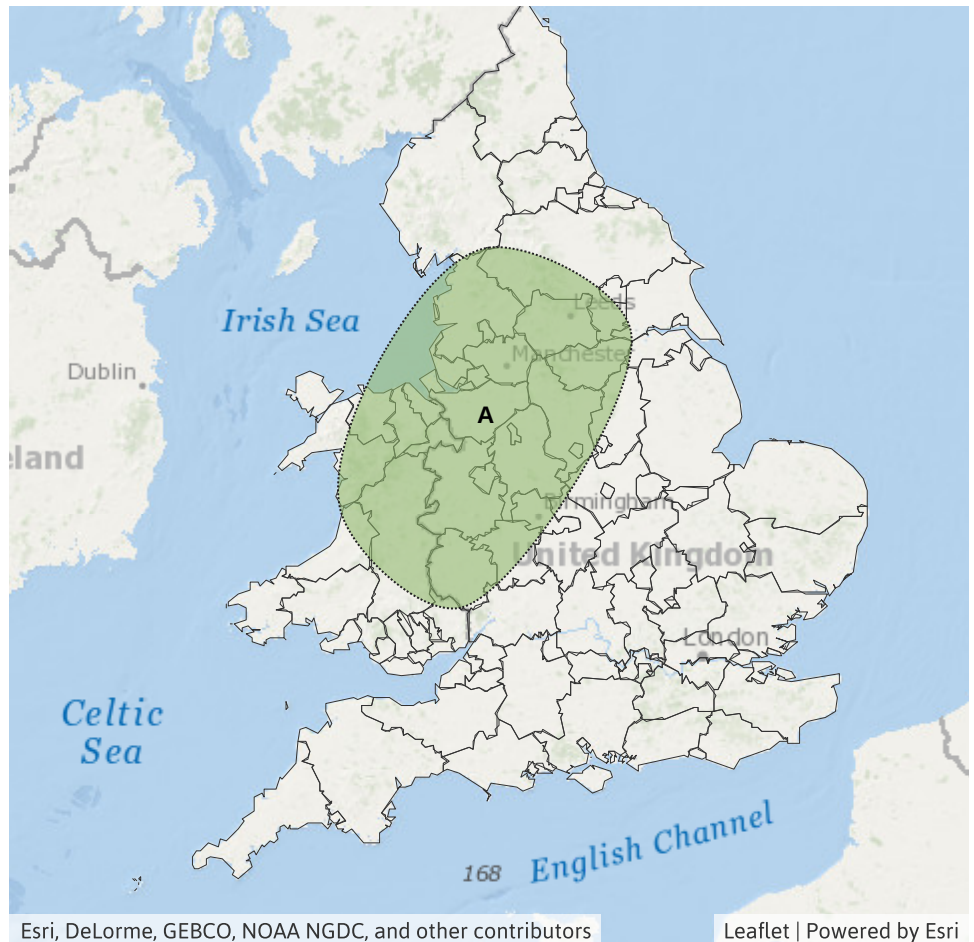 Irish Sea
Leeds
Manchester
Dublin
A
land
Birmingham
United Kingdom
London
Celtic
Sea
English Channel
168
Esri, DeLorme, GEBCO, NOAA NGDC, and other contributors
Leaflet | Powered by Esri